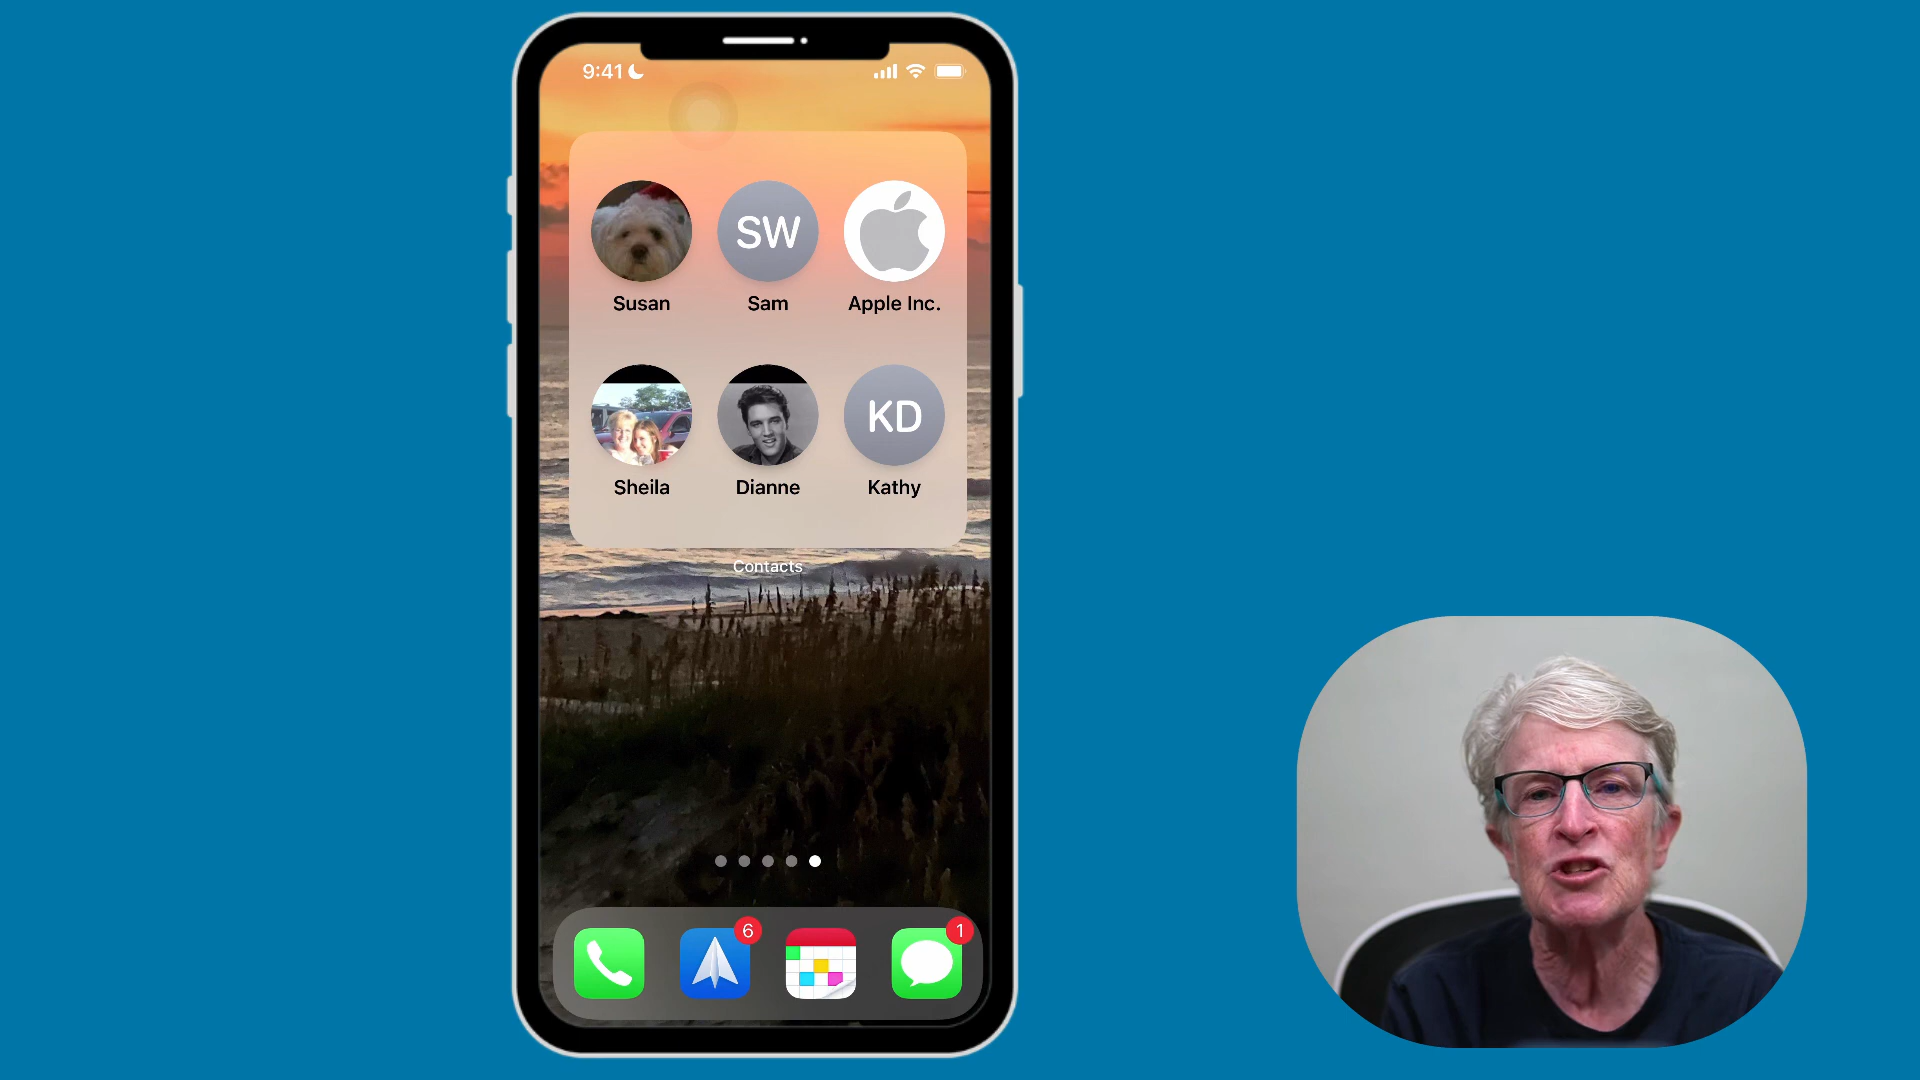 9:41
SW
Susan
Sam
Apple Inc.
KD
Sheila
Dianne
Kathy
Contacts
6
1